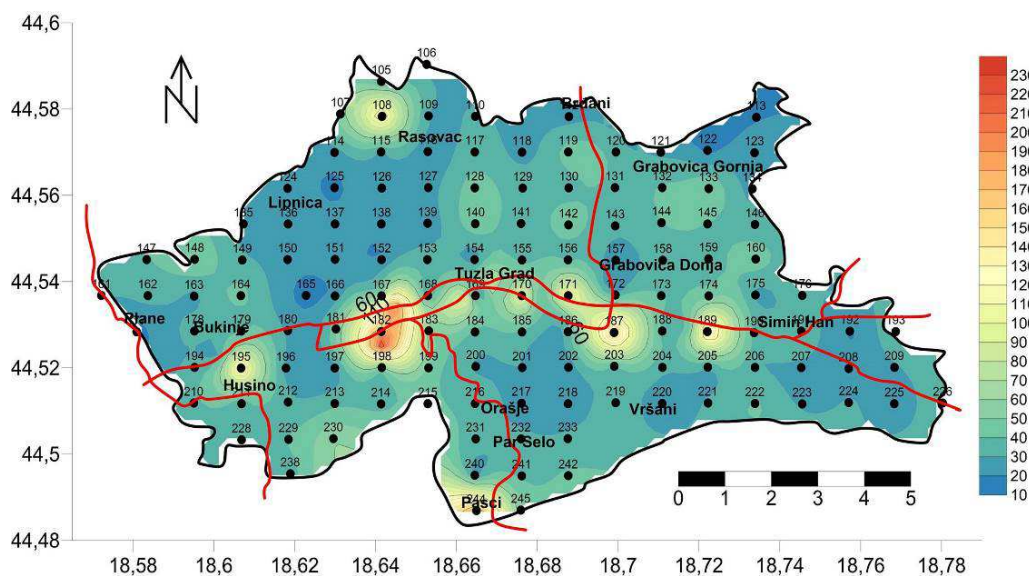 44,6
44,58
44,56
44,54
44,52
44,5
44,48
N
106
105
107 108 109 110 Brđani 113
Rasovac
114 115 117 118 119 120 121 122 123
Grabovica Gornja
124 125 126 127 128 129 130 131 132 133 134
Lipnica
135 136 137 138 139 140 141 142 143 144 145 146
147 148 149 150 151 152 153 154 155 156 157 158 159 160
Tuzla Grad Grabovica Donja
161 162 163 164 165 166 168 169 170 171 172 173 174 175 176
60
Plane 178 179 180 181 182 183 184 185 187 188 189 190 191 192 193
Bukinje Simin Han
194 195 196 197 198 199 200 201 202 203 204 205 206 207 208 209
Husino
210 212 213 214 215 216 217 218 219 220 221 222 223 224 225 226
Orašje Vršani
228 229 230 231 232 233
Par Selo
238 240 241 242
244 245
Pasci
0 1 2 3 4 5
18,58 18,6 18,62 18,64 18,66 18,68 18,7 18,72 18,74 18,76 18,78
230
220
210
200
190
180
170
160
150
140
130
120
110
100
90
80
70
60
50
40
30
20
10